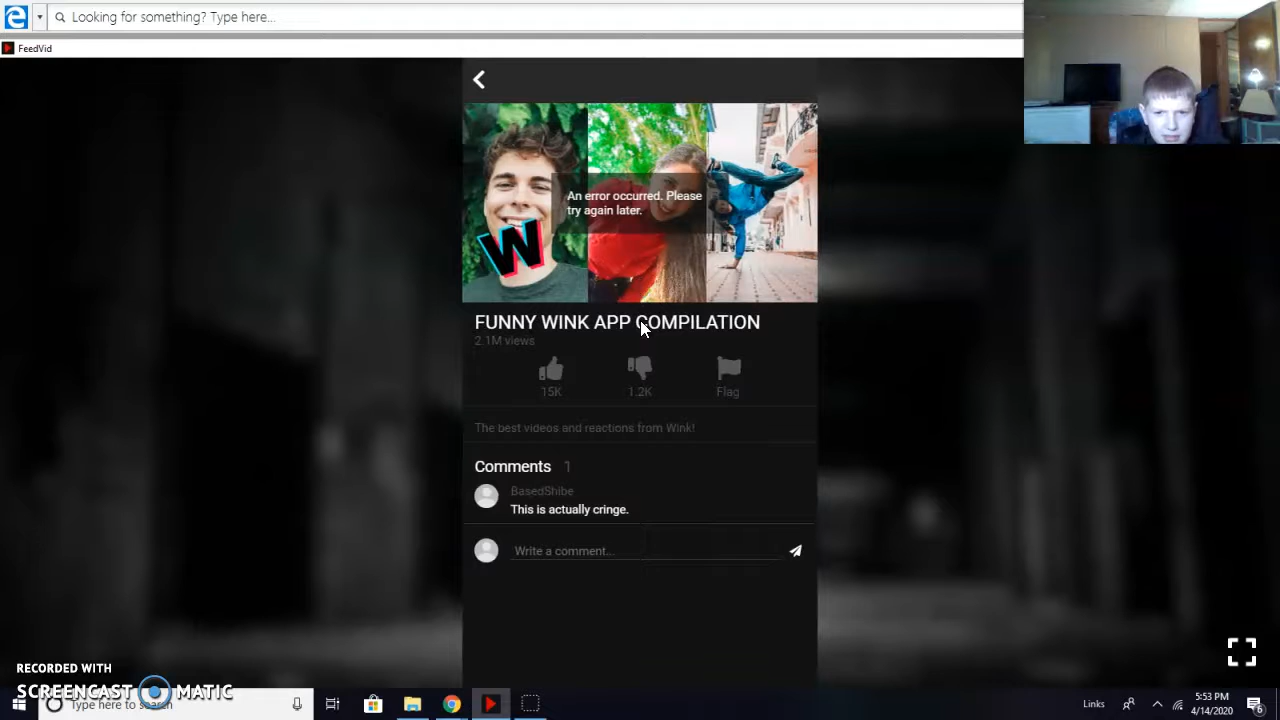 Looking for something? Type here...
FeedVid
An error occurred. Please
try again later.
W
FUNNY WINK APP COMPILATION
2.1M views
15K 1.2K Flag
The best videos and reactions from Wink!
Comments 1
BasedShibe
This is actually cringe.
Write a comment...
RECORDED WITH
SCREENCAST MATIC
Type here to search
Links
5:53 PM
4/14/2020
6